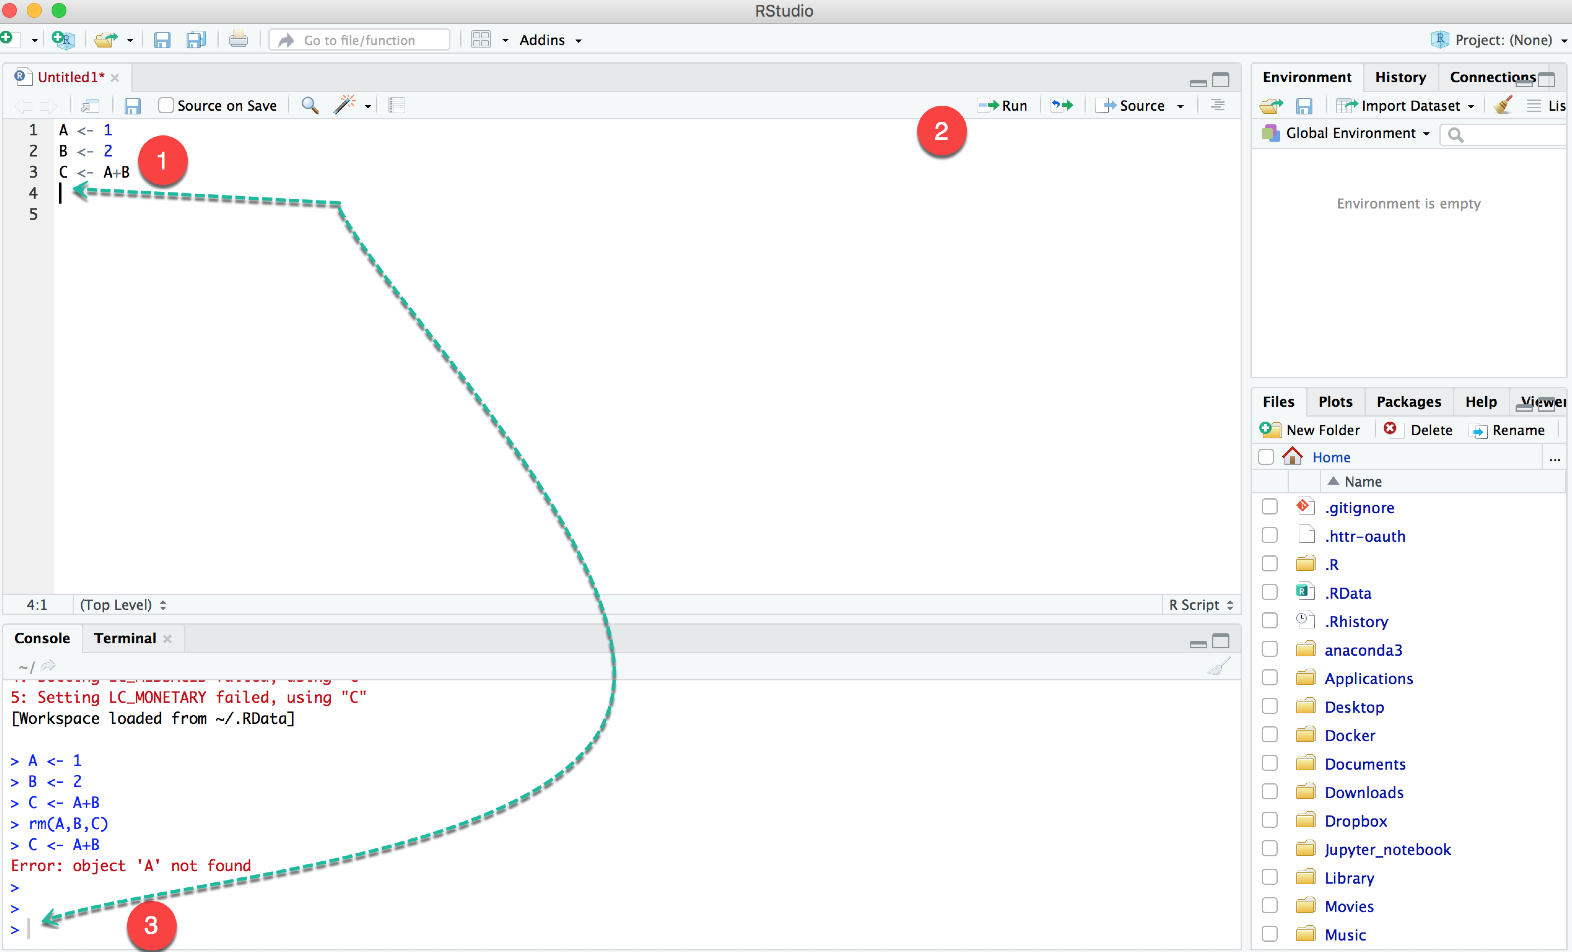 RStudio
Go to file/function
Addins
Project: (None)
Untitled1*
Source on Save
Run
Source
1 A <- 1
2 B <- 2
3 C <- A+B
4
5
1
2
4:1 (Top Level)
R Script
Console Terminal
~/
5: Setting LC_MONETARY failed, using "C"
[Workspace loaded from ~/.RData]
> A <- 1
> B <- 2
> C <- A+B
> rm(A,B,C)
> C <- A+B
Error: object 'A' not found
>
>
>
3
Environment History Connections
Import Dataset
Lis
Global Environment
Environment is empty
Files Plots Packages Help Viewer
New Folder Delete Rename
Home
...
Name
.gitignore
.httr-oauth
.R
.RData
.Rhistory
anaconda3
Applications
Desktop
Docker
Documents
Downloads
Dropbox
Jupyter_notebook
Library
Movies
Music